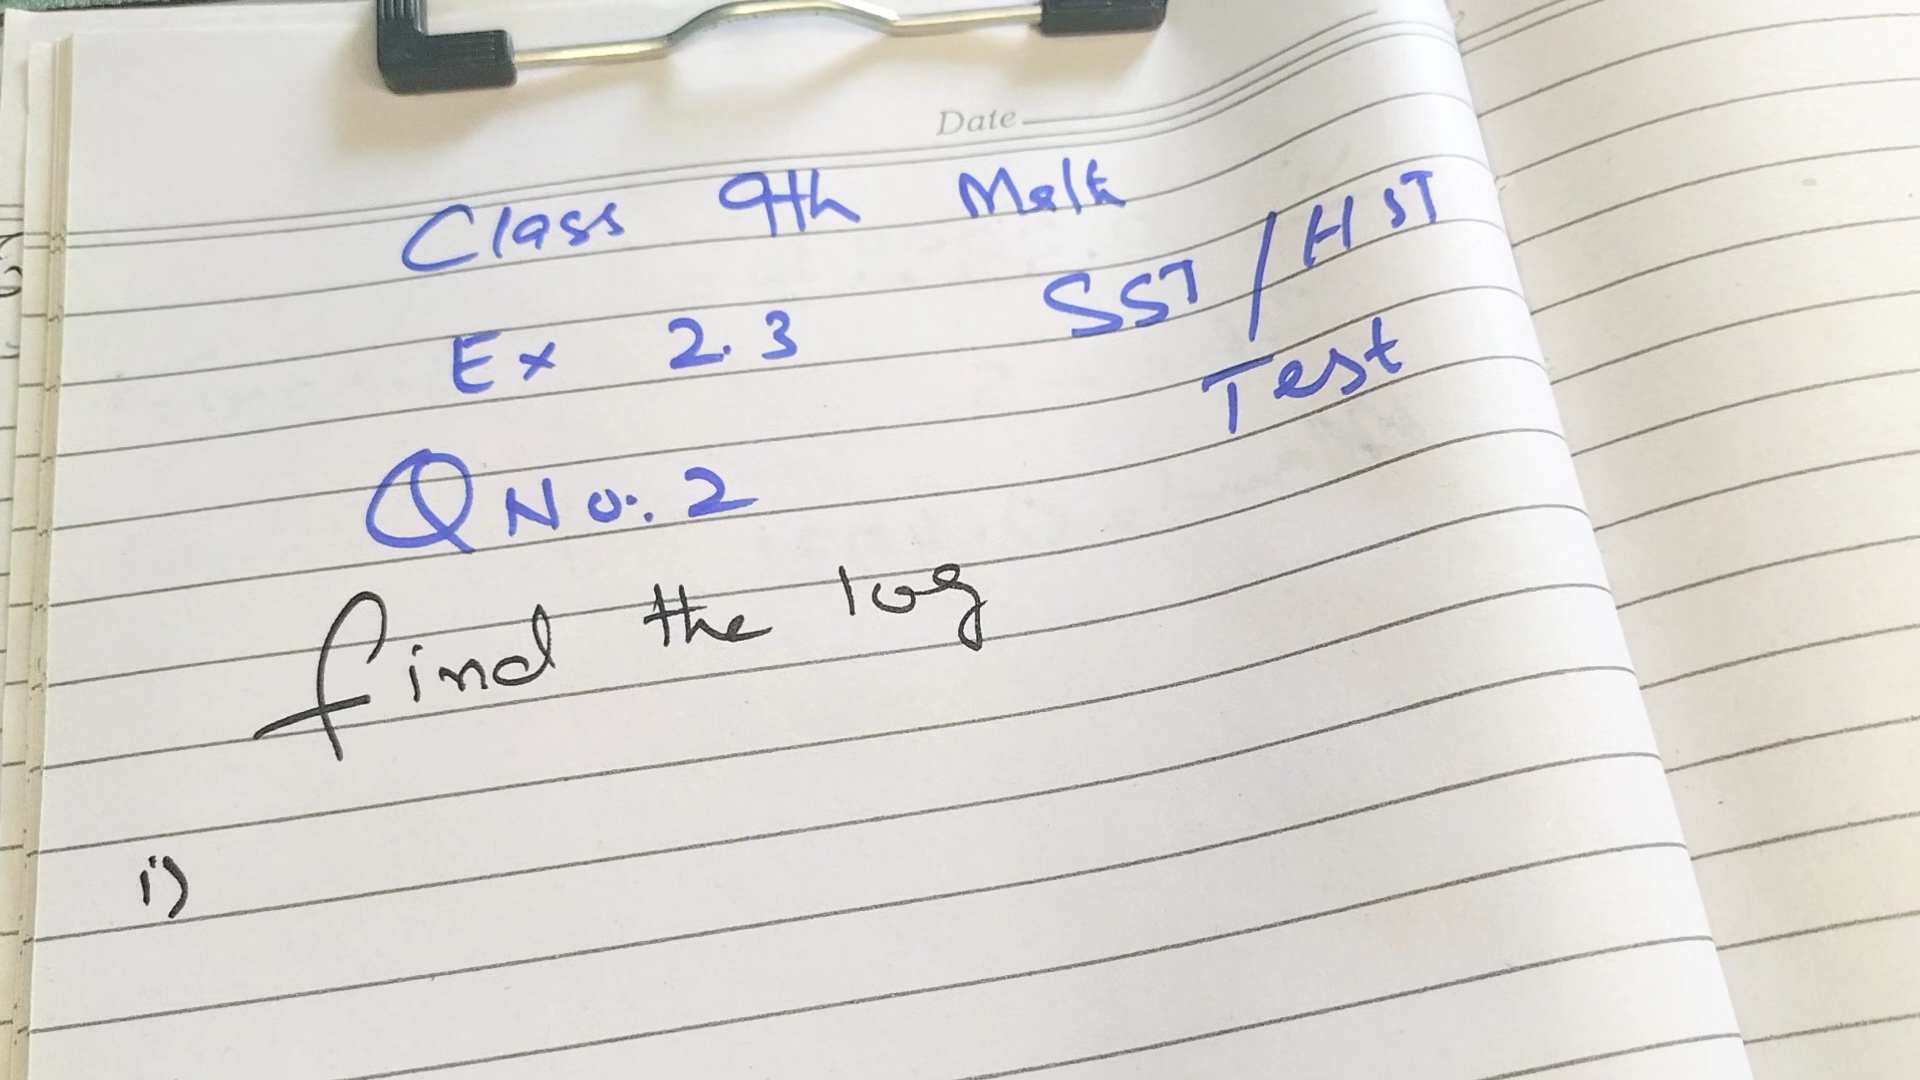 Date
Class 9th Math
Ex 2.3 SST / HST
Test
Q No. 2
find the log
i)